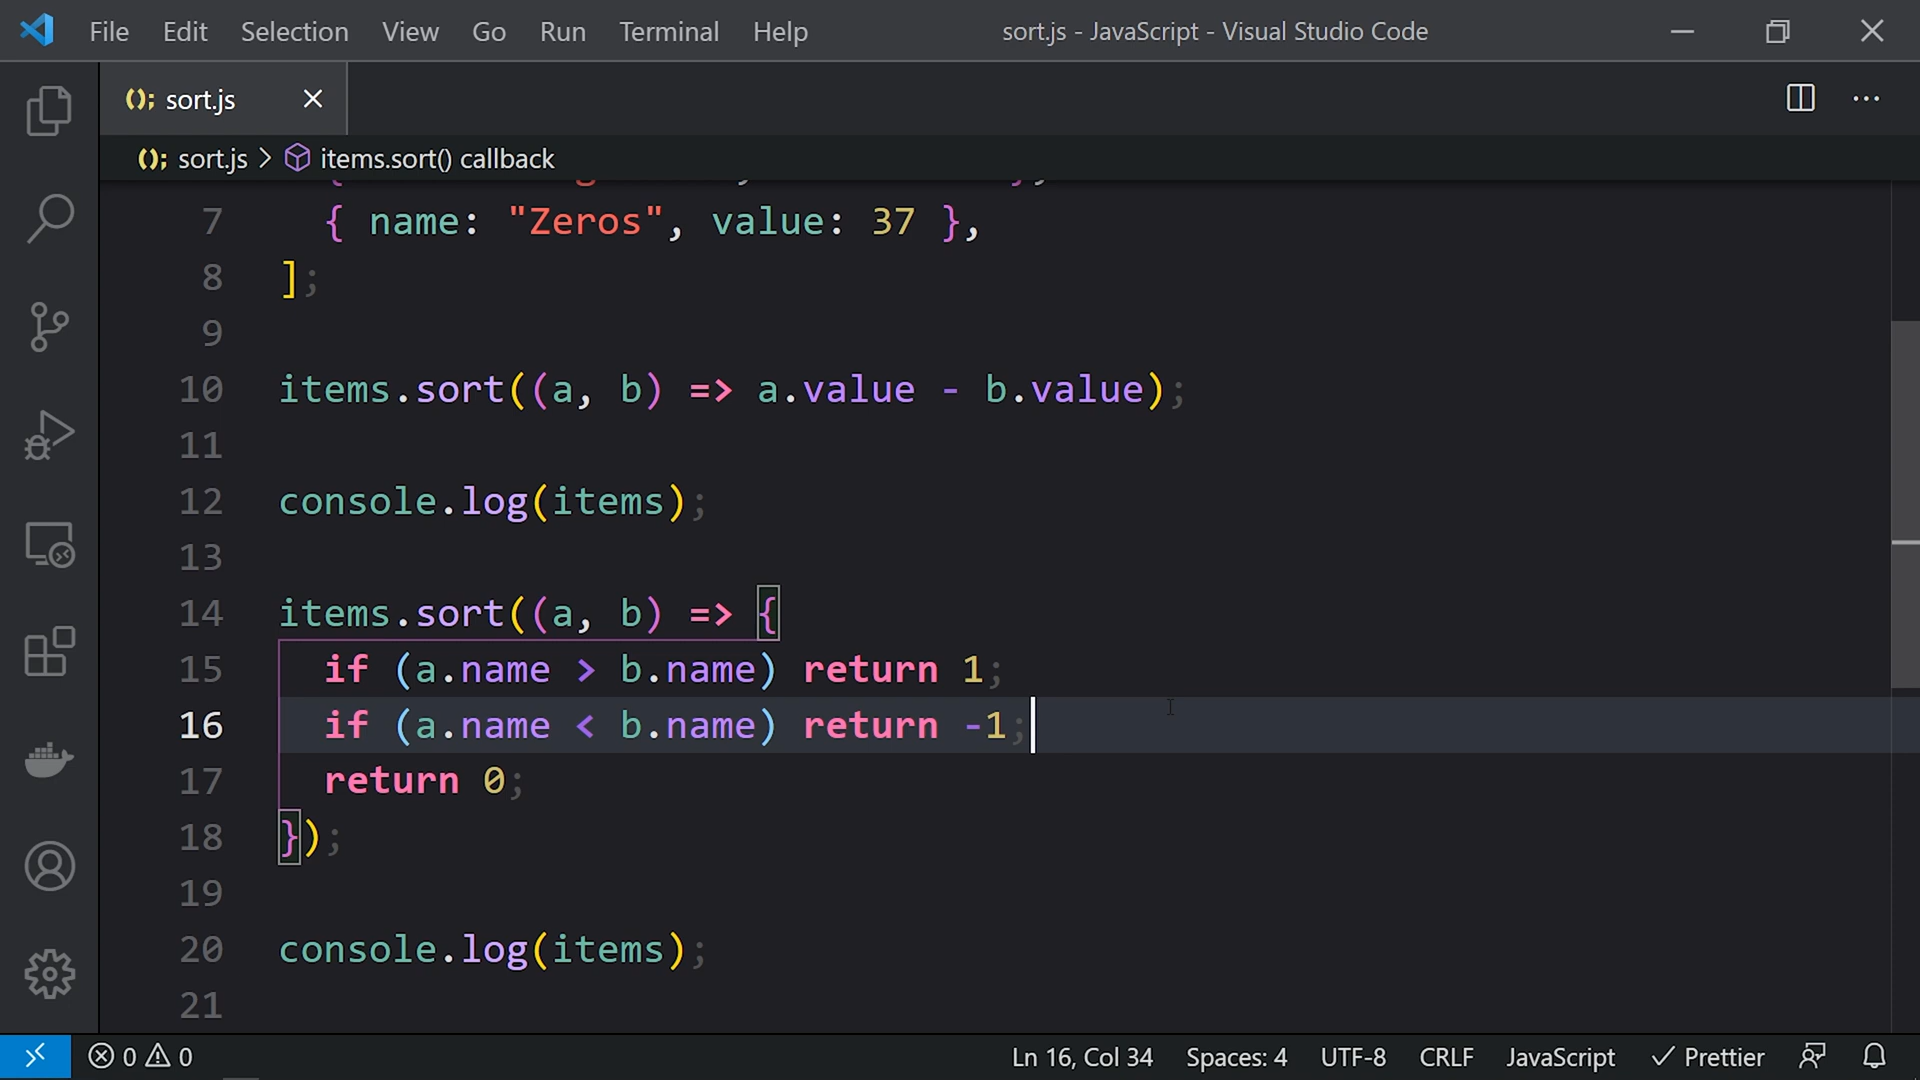 File Edit Selection View Go Run Terminal Help sort.js - JavaScript - Visual Studio Code
(); sort.js
(); sort.js > items.sort() callback
7 { name: "Zeros", value: 37 },
8 ];
9
10 items.sort((a, b) => a.value - b.value);
11
12 console.log(items);
13
14 items.sort((a, b) => {
15 if (a.name > b.name) return 1;
16 if (a.name < b.name) return -1;
17 return 0;
18 });
19
20 console.log(items);
21
0 0 Ln 16, Col 34 Spaces: 4 UTF-8 CRLF JavaScript ✓ Prettier